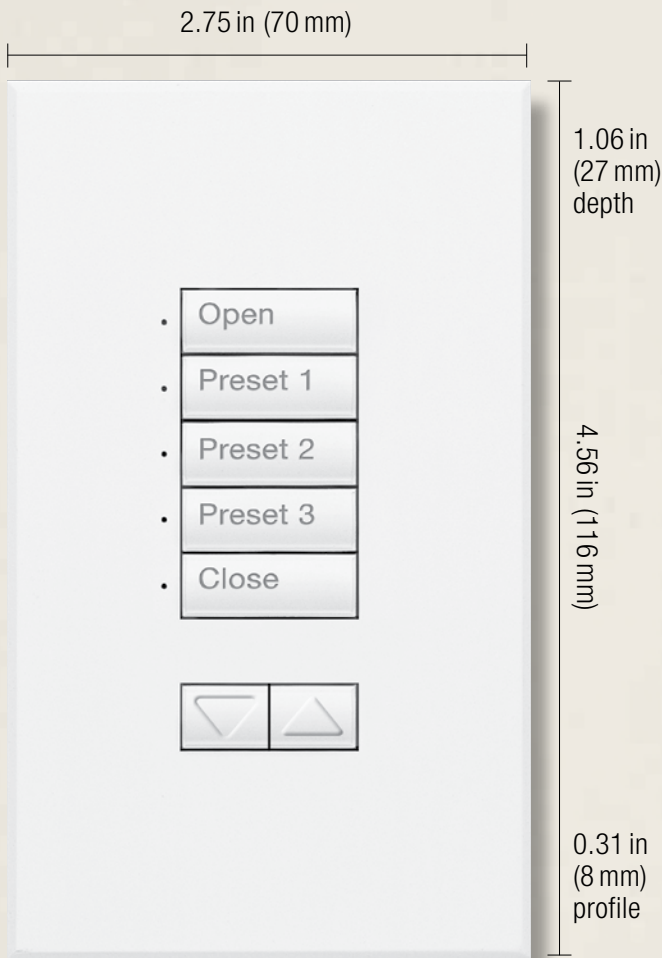 2.75 in (70 mm)
1.06 in
(27 mm)
depth
Open
Preset 1
Preset 2
Preset 3
Close
4.56 in (116 mm)
0.31 in
(8 mm)
profile